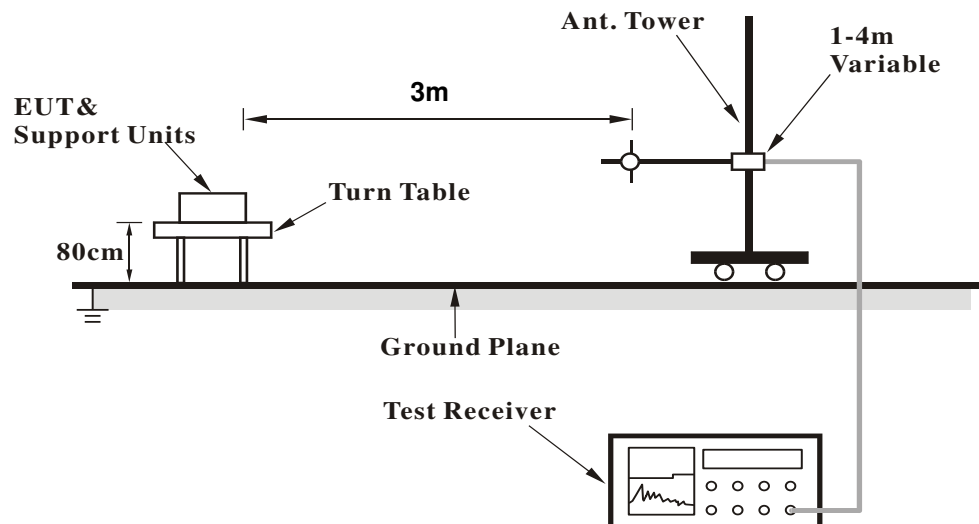 Ant. Tower
1-4m
Variable
3m
EUT&
Support Units
Turn Table
80cm
Ground Plane
Test Receiver